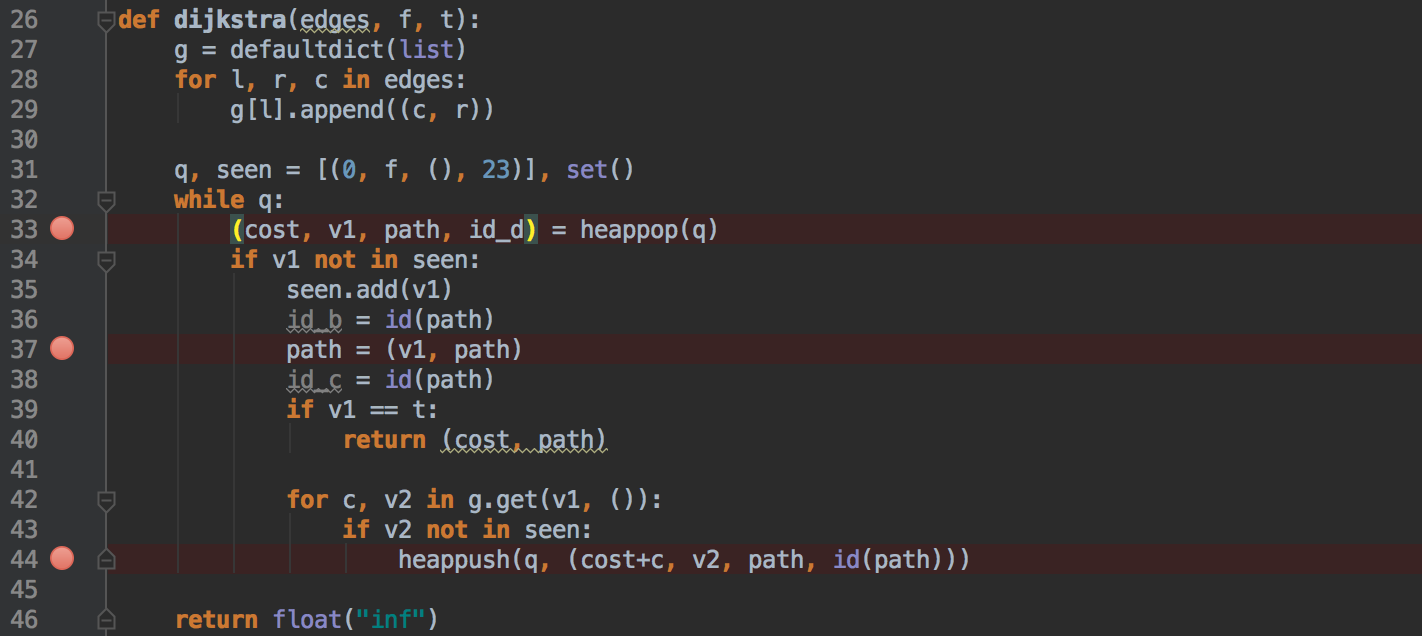 26 def dijkstra(edges, f, t):
27     g = defaultdict(list)
28     for l, r, c in edges:
29         g[l].append((c, r))
30
31     q, seen = [(0, f, (), 23)], set()
32     while q:
33         (cost, v1, path, id_d) = heappop(q)
34         if v1 not in seen:
35             seen.add(v1)
36             id_b = id(path)
37             path = (v1, path)
38             id_c = id(path)
39             if v1 == t:
40                 return (cost, path)
41
42             for c, v2 in g.get(v1, ()):
43                 if v2 not in seen:
44                     heappush(q, (cost+c, v2, path, id(path)))
45
46     return float("inf")